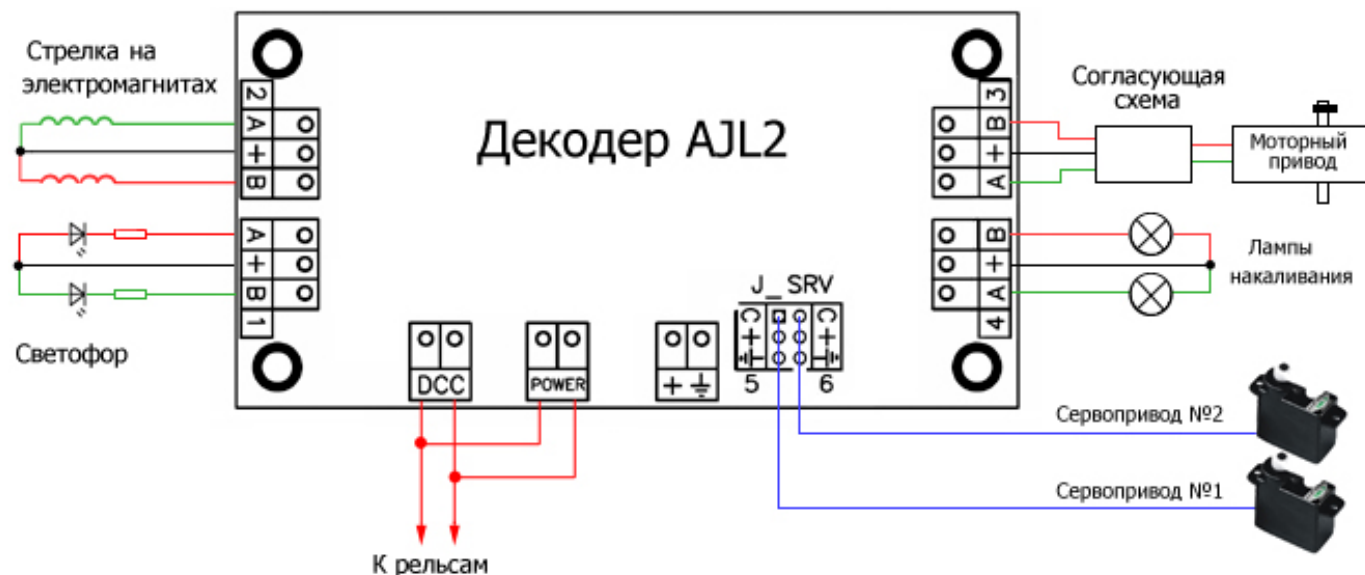 Стрелка на
электромагнитах
Светофор
2
A
+
B
A
+
B
1
Декодер AJL2
DCC
POWER
+
J_SRV
C
+
5
C
+
6
3
B
+
A
B
+
A
4
Согласующая
схема
Моторный
привод
Лампы
накаливания
Сервопривод №2
Сервопривод №1
К рельсам